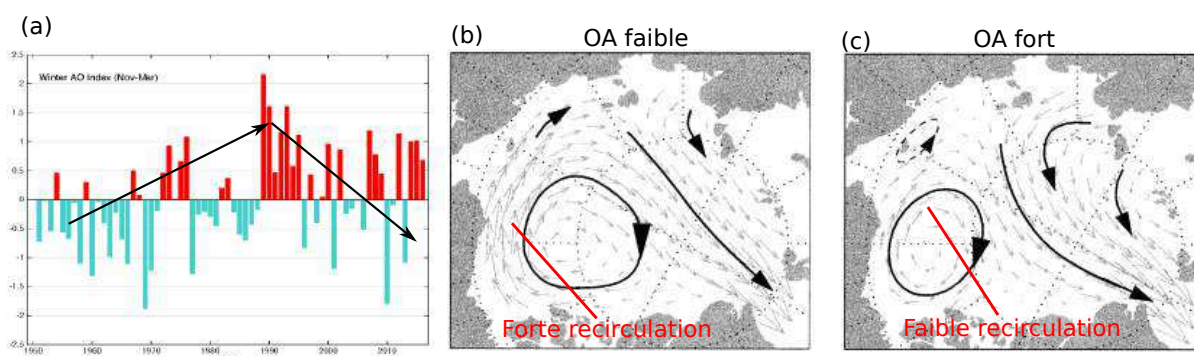 (a)
(b)
OA faible
(c)
OA fort
2.5
2
1.5
1
0.5
0
-0.5
-1
-1.5
-2
-2.5
Winter AO Index (Nov-Mar)
1950
1960
1970
1980
1990
2000
2010
Forte recirculation
Faible recirculation